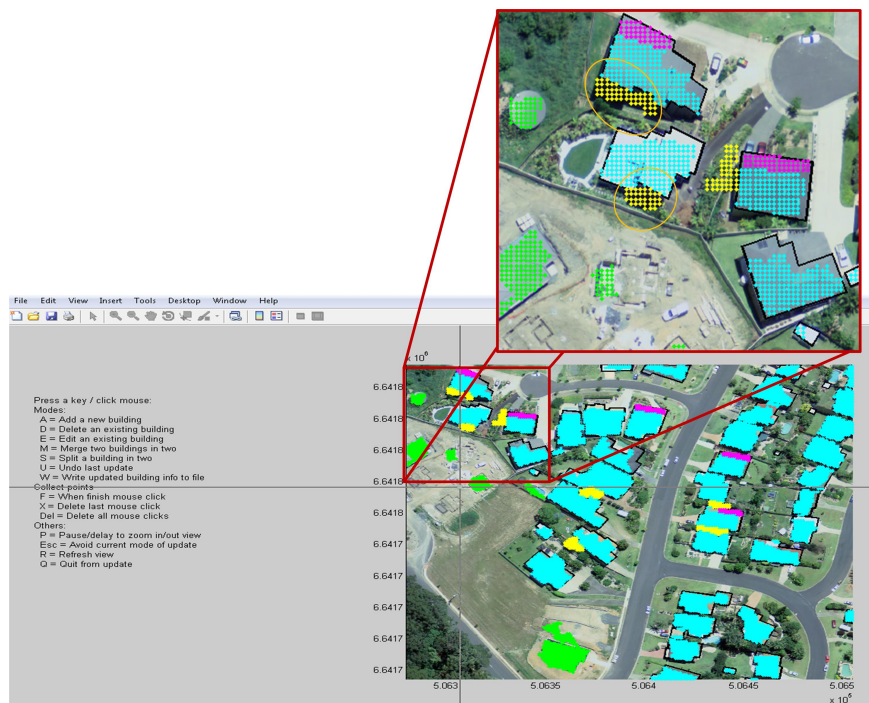 File Edit View Insert Tools Desktop Window Help
x 10⁶
Press a key / click mouse:
Modes:
A = Add a new building
D = Delete an existing building
E = Edit an existing building
M = Merge two buildings in two
S = Split a building in two
U = Undo last update
W = Write updated building info to file
Collect points
F = When finish mouse click
X = Delete last mouse click
Del = Delete all mouse clicks
Others:
P = Pause/delay to zoom in/out view
Esc = Avoid current mode of update
R = Refresh view
Q = Quit from update
6.6418
6.6418
6.6418
6.6418
6.6418
6.6417
6.6417
6.6417
6.6417
6.6417
5.063 5.0635 5.064 5.0645 5.065
x 10⁵